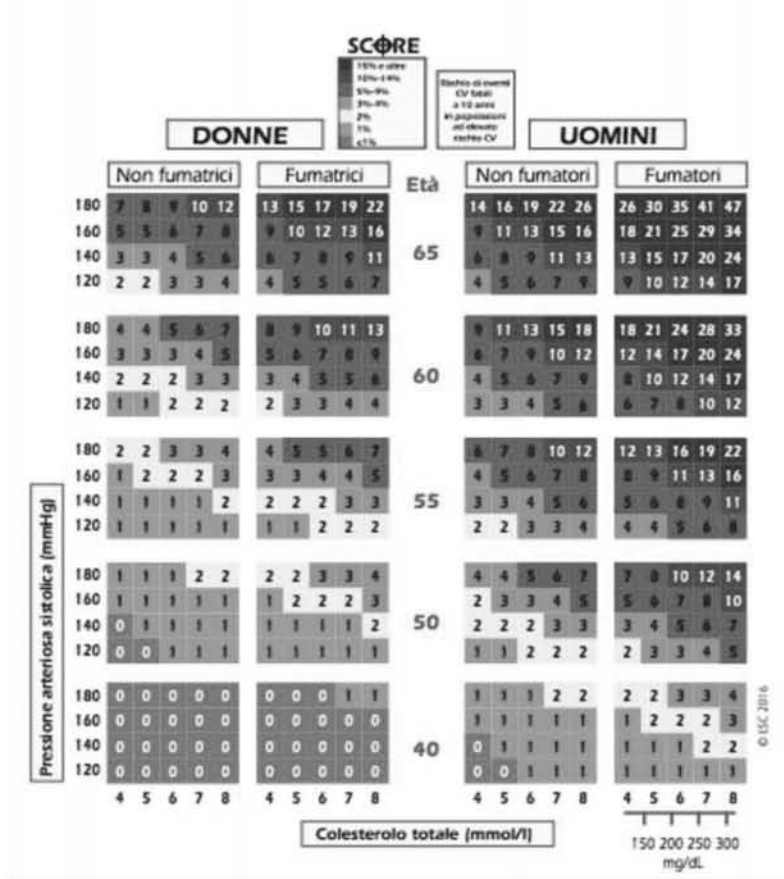 SCORE
15% e oltre
10%–14%
5%–9%
3%–4%
2%
1%
<1%
Rischio di eventi
CV fatali
a 10 anni
in popolazioni
ad elevato
rischio CV
DONNE
UOMINI
Non fumatrici
Fumatrici
Età
Non fumatori
Fumatori
180 7 8 9 10 12 13 15 17 19 22 14 16 19 22 26 26 30 35 41 47
160 5 5 6 7 8 9 10 12 13 16 9 11 13 15 16 18 21 25 29 34
65
140 3 3 4 5 6 6 7 8 9 11 6 8 9 11 13 13 15 17 20 24
120 2 2 3 3 4 4 5 5 6 7 4 5 6 7 9 9 10 12 14 17
180 4 4 5 6 7 8 9 10 11 13 9 11 13 15 18 18 21 24 28 33
160 3 3 3 4 5 5 6 7 8 9 6 7 9 10 12 12 14 17 20 24
60
140 2 2 2 3 3 3 4 5 5 6 4 5 6 7 9 8 10 12 14 17
120 1 1 2 2 2 2 3 3 4 4 3 3 4 5 6 6 7 8 10 12
180 2 2 3 3 4 4 5 5 6 7 6 7 8 10 12 12 13 16 19 22
160 1 2 2 2 3 3 3 4 4 5 4 5 6 7 8 8 9 11 13 16
55
140 1 1 1 1 2 2 2 2 3 3 3 3 4 5 6 5 6 8 9 11
120 1 1 1 1 1 1 1 2 2 2 2 2 3 3 4 4 4 5 6 8
180 1 1 1 2 2 2 2 3 3 4 4 4 5 6 7 7 8 10 12 14
160 1 1 1 1 1 1 2 2 2 3 2 3 3 4 5 5 6 7 8 10
50
140 0 1 1 1 1 1 1 1 1 2 2 2 2 3 3 3 4 5 6 7
120 0 0 1 1 1 1 1 1 1 1 1 1 2 2 2 2 3 3 4 5
180 0 0 0 0 0 0 0 0 1 1 1 1 1 2 2 2 2 3 3 4
160 0 0 0 0 0 0 0 0 0 0 1 1 1 1 1 1 2 2 2 3
40
140 0 0 0 0 0 0 0 0 0 0 0 1 1 1 1 1 1 1 2 2
120 0 0 0 0 0 0 0 0 0 0 0 0 1 1 1 1 1 1 1 1
4 5 6 7 8 4 5 6 7 8 4 5 6 7 8 4 5 6 7 8
Pressione arteriosa sistolica (mmHg)
Colesterolo totale (mmol/l)
150 200 250 300
mg/dL
© ESC 2016